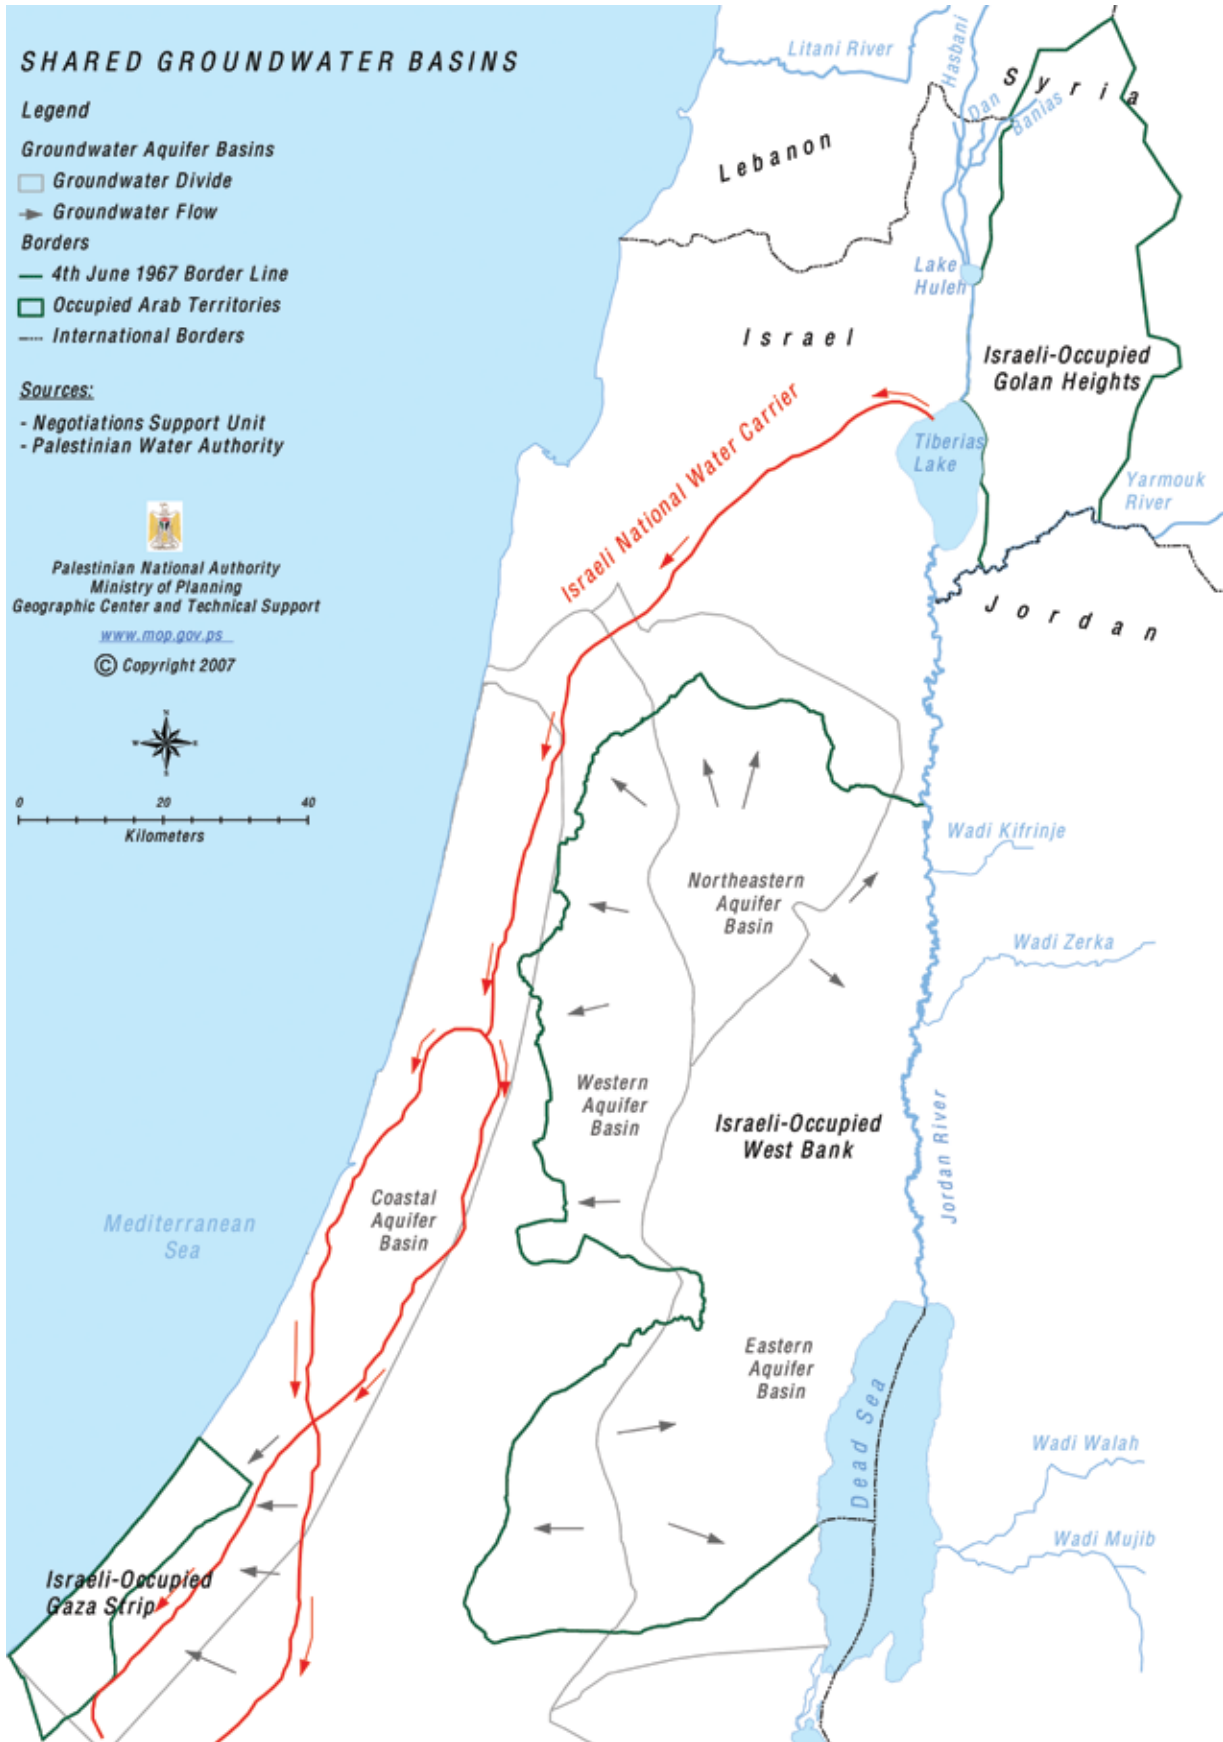 SHARED GROUNDWATER BASINS
Legend
Groundwater Aquifer Basins
Groundwater Divide
Groundwater Flow
Borders
4th June 1967 Border Line
Occupied Arab Territories
International Borders
Sources:
- Negotiations Support Unit
- Palestinian Water Authority
Palestinian National Authority
Ministry of Planning
Geographic Center and Technical Support
www.mop.gov.ps
© Copyright 2007
N
W
E
S
0
20
40
Kilometers
Litani River
Hasbani
Dan
Banias
Syria
Lebanon
Lake
Huleh
Israel
Israeli-Occupied
Golan Heights
Israeli National Water Carrier
Tiberias
Lake
Yarmouk
River
Jordan
Wadi Kifrinje
Northeastern
Aquifer
Basin
Wadi Zerka
Western
Aquifer
Basin
Israeli-Occupied
West Bank
Jordan River
Mediterranean
Sea
Coastal
Aquifer
Basin
Eastern
Aquifer
Basin
Dead Sea
Wadi Walah
Wadi Mujib
Israeli-Occupied
Gaza Strip